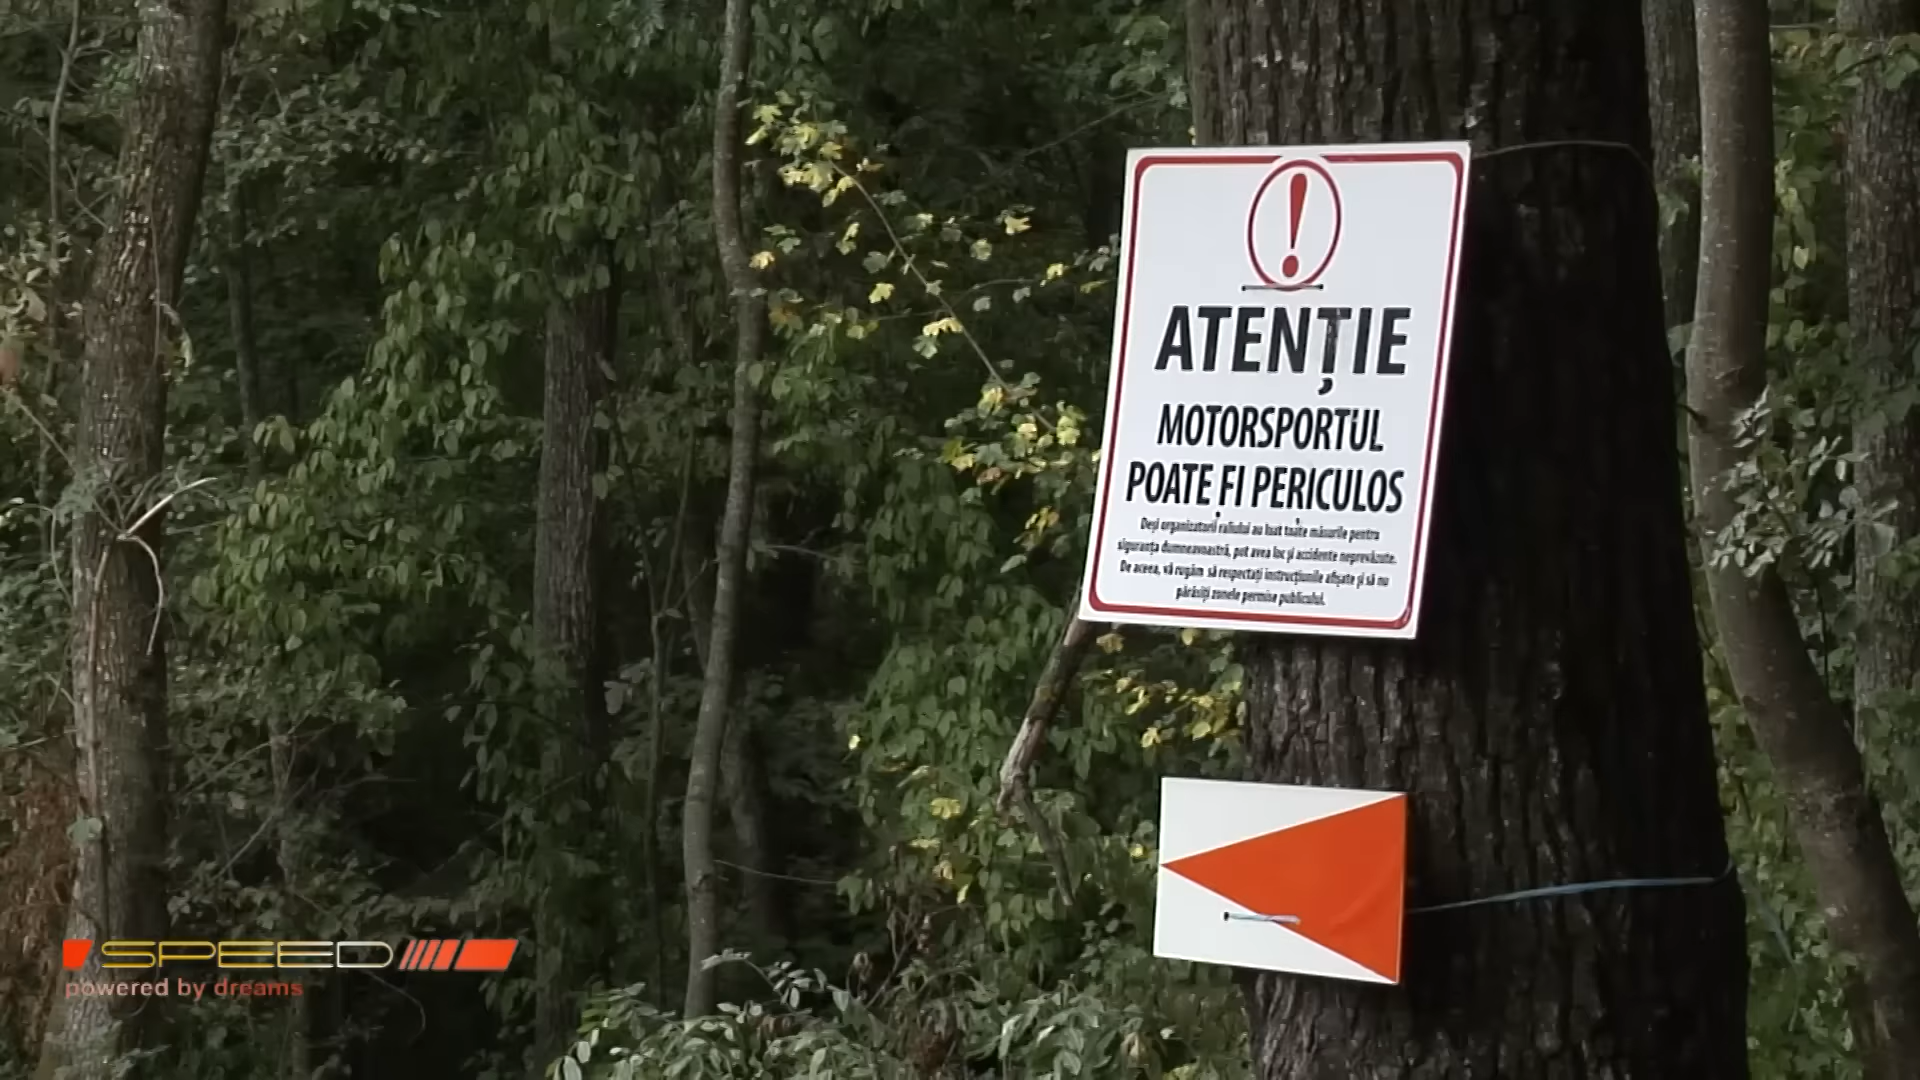 !
ATENȚIE
MOTORSPORTUL
POATE FI PERICULOS
Deși organizatorii raliului au luat toate măsurile pentru
siguranța dumneavoastră, pot avea loc și accidente neprevăzute.
De aceea, vă rugăm să respectați instrucțiunile afișate și să nu
părăsiți zonele permise publicului.
SPEED
powered by dreams